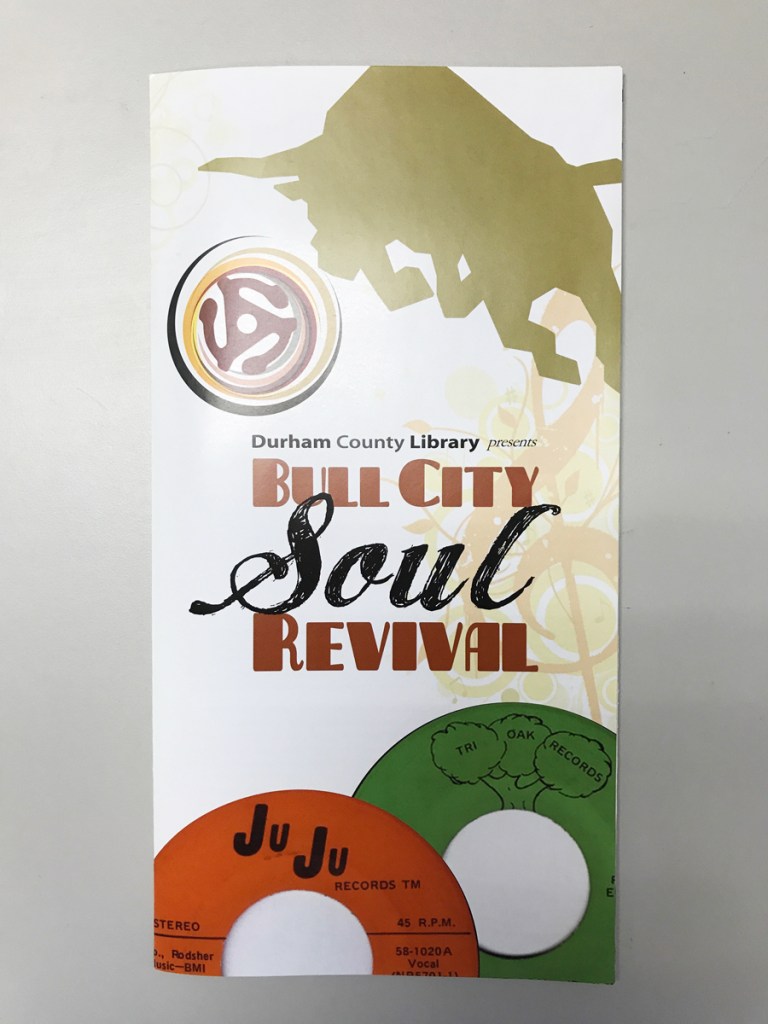 Durham County Library presents
BULL CITY
Soul
REVIVAL
TRI OAK RECORDS
JU JU
RECORDS TM
STEREO
45 R.P.M.
Rodsher
58-1020A
Music—BMI
Vocal